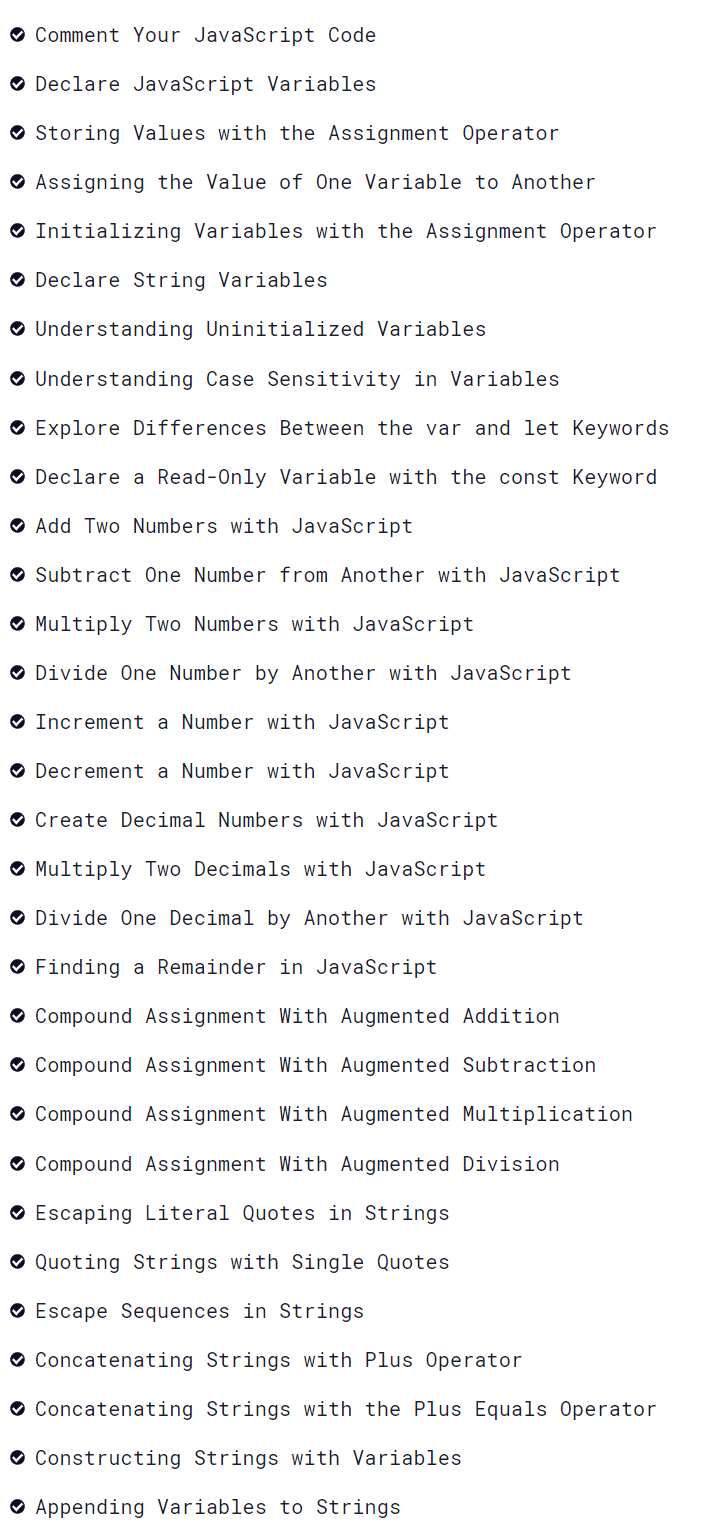 Comment Your JavaScript Code
Declare JavaScript Variables
Storing Values with the Assignment Operator
Assigning the Value of One Variable to Another
Initializing Variables with the Assignment Operator
Declare String Variables
Understanding Uninitialized Variables
Understanding Case Sensitivity in Variables
Explore Differences Between the var and let Keywords
Declare a Read-Only Variable with the const Keyword
Add Two Numbers with JavaScript
Subtract One Number from Another with JavaScript
Multiply Two Numbers with JavaScript
Divide One Number by Another with JavaScript
Increment a Number with JavaScript
Decrement a Number with JavaScript
Create Decimal Numbers with JavaScript
Multiply Two Decimals with JavaScript
Divide One Decimal by Another with JavaScript
Finding a Remainder in JavaScript
Compound Assignment With Augmented Addition
Compound Assignment With Augmented Subtraction
Compound Assignment With Augmented Multiplication
Compound Assignment With Augmented Division
Escaping Literal Quotes in Strings
Quoting Strings with Single Quotes
Escape Sequences in Strings
Concatenating Strings with Plus Operator
Concatenating Strings with the Plus Equals Operator
Constructing Strings with Variables
Appending Variables to Strings